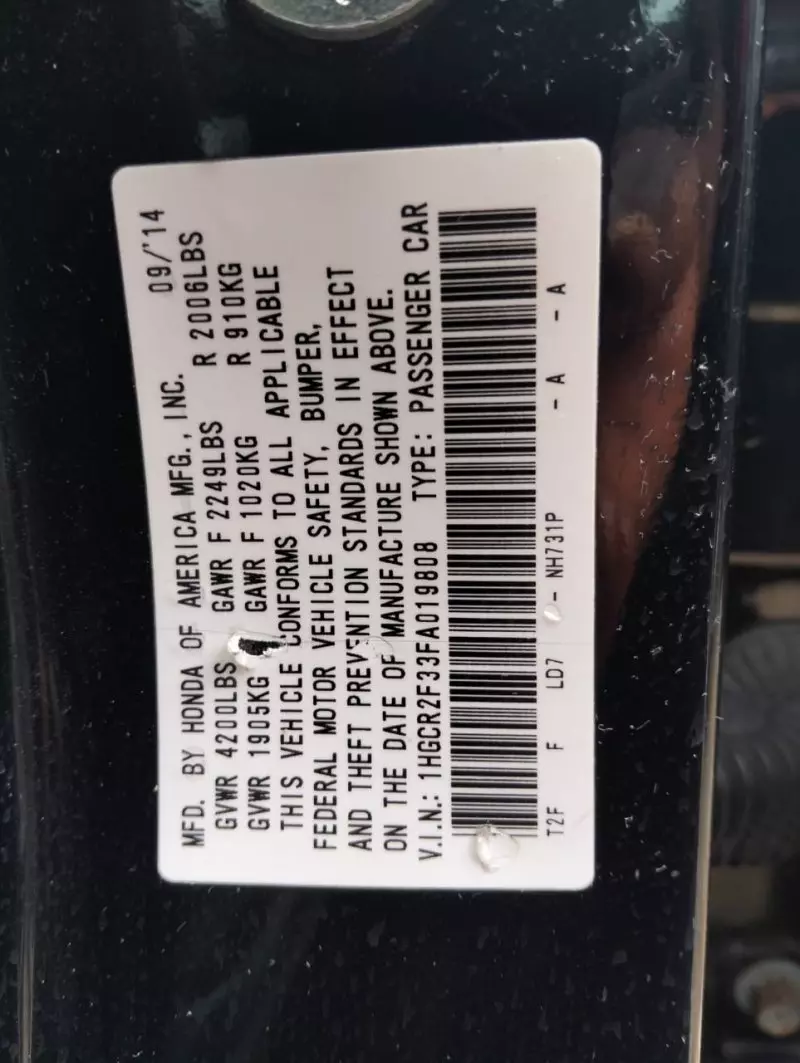 MFD. BY HONDA OF AMERICA MFG., INC. 09/'14
GVWR 4200LBS GAWR F 2249LBS R 2006LBS
GVWR 1905KG GAWR F 1020KG R 910KG
THIS VEHICLE CONFORMS TO ALL APPLICABLE
FEDERAL MOTOR VEHICLE SAFETY, BUMPER,
AND THEFT PREVENTION STANDARDS IN EFFECT
ON THE DATE OF MANUFACTURE SHOWN ABOVE.
V.I.N.: 1HGCR2F33FA019808 TYPE: PASSENGER CAR
T2F F LD7 - NH731P - A - A